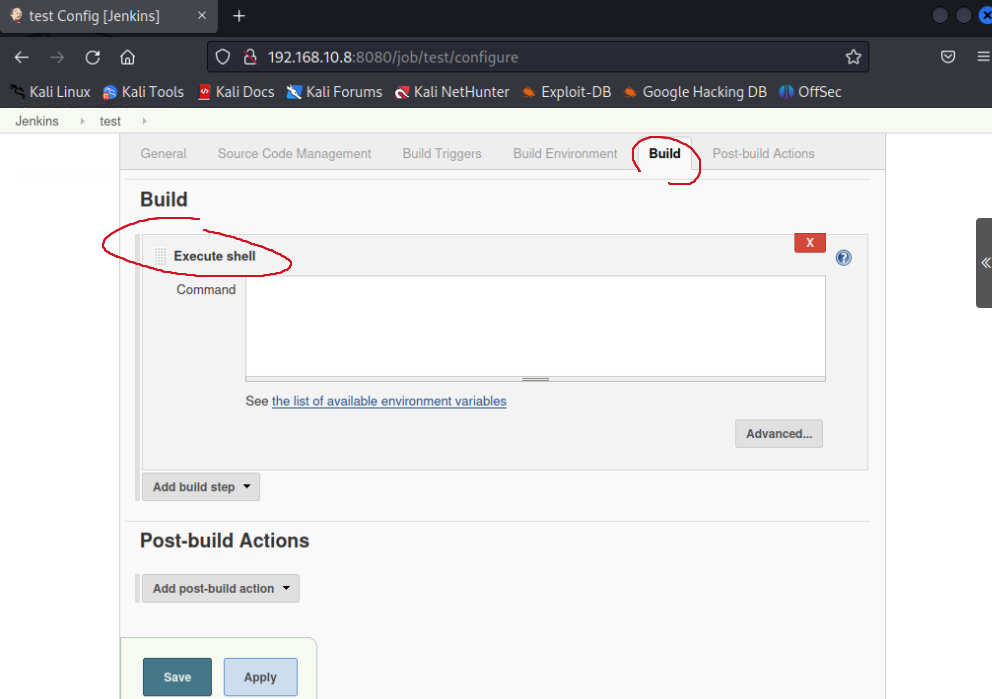 test Config [Jenkins]
192.168.10.8:8080/job/test/configure
Kali Linux Kali Tools Kali Docs Kali Forums Kali NetHunter Exploit-DB Google Hacking DB OffSec
Jenkins test
General Source Code Management Build Triggers Build Environment Build Post-build Actions
Build
Execute shell X
Command
See the list of available environment variables
Advanced...
Add build step
Post-build Actions
Add post-build action
Save Apply